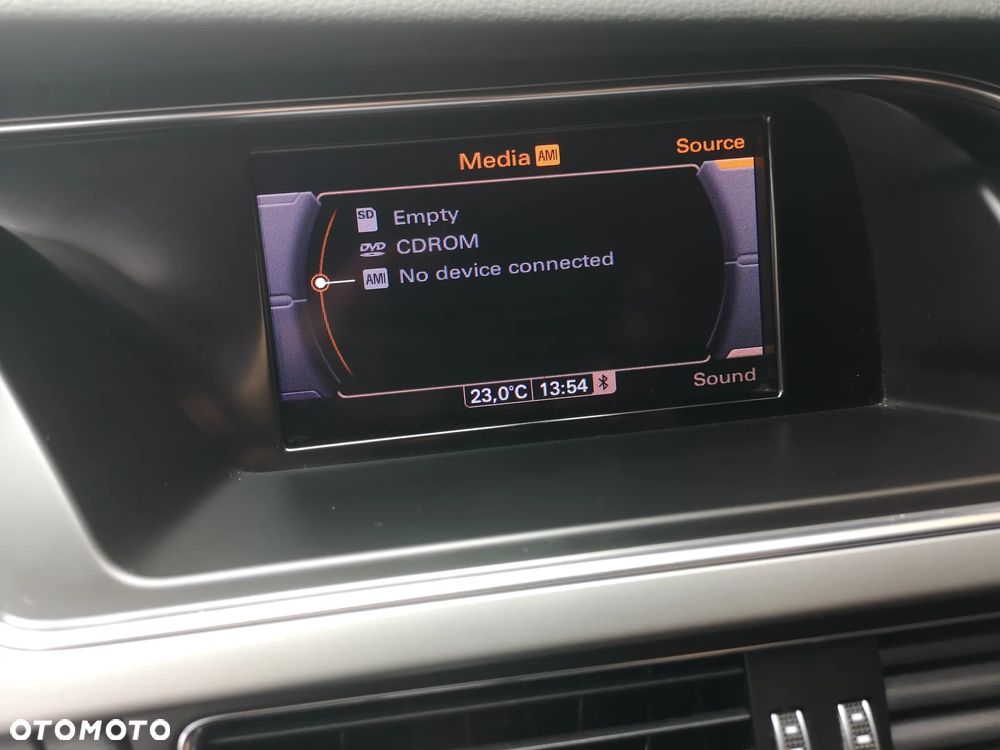 Media AMI
Source
SD Empty
DVD CDROM
AMI No device connected
23,0°C 13:54
Sound
OTOMOTO